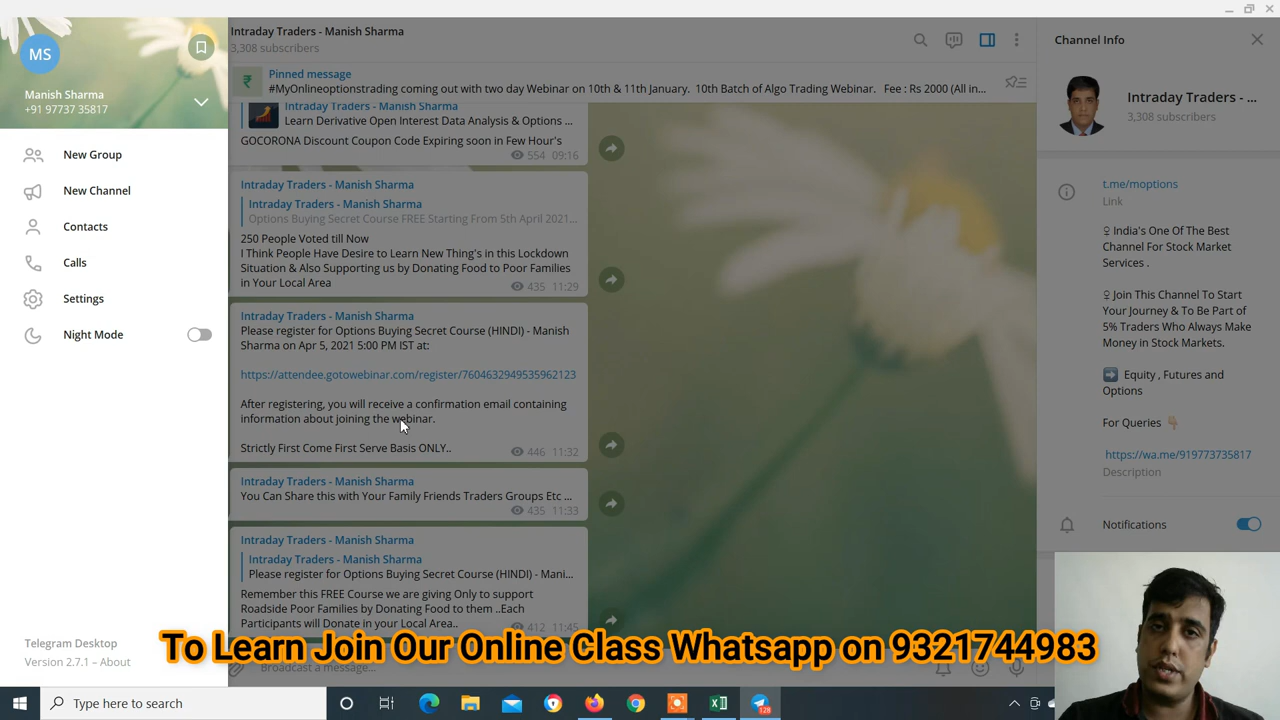 MS
Manish Sharma
+91 97737 35817
New Group
New Channel
Contacts
Calls
Settings
Night Mode
Telegram Desktop
Version 2.7.1 – About
Intraday Traders - Manish Sharma
3,308 subscribers
Pinned message
#MyOnlineoptionstrading coming out with two day Webinar on 10th & 11th January. 10th Batch of Algo Trading Webinar. Fee : Rs 2000 (All in...
Intraday Traders - Manish Sharma
Learn Derivative Open Interest Data Analysis & Options ...
GOCORONA Discount Coupon Code Expiring soon in Few Hour's
554 09:16
Intraday Traders - Manish Sharma
Intraday Traders - Manish Sharma
Options Buying Secret Course FREE Starting From 5th April 2021...
250 People Voted till Now
I Think People Have Desire to Learn New Thing's in this Lockdown
Situation & Also Supporting us by Donating Food to Poor Families
in Your Local Area
435 11:29
Intraday Traders - Manish Sharma
Please register for Options Buying Secret Course (HINDI) - Manish
Sharma on Apr 5, 2021 5:00 PM IST at:
https://attendee.gotowebinar.com/register/7604632949535962123
After registering, you will receive a confirmation email containing
information about joining the webinar.
Strictly First Come First Serve Basis ONLY..
446 11:32
Intraday Traders - Manish Sharma
You Can Share this with Your Family Friends Traders Groups Etc ...
435 11:33
Intraday Traders - Manish Sharma
Intraday Traders - Manish Sharma
Please register for Options Buying Secret Course (HINDI) - Mani...
Remember this FREE Course we are giving Only to support
Roadside Poor Families by Donating Food to them ..Each
Participants will Donate in your Local Area..
412 11:45
Broadcast a message...
Channel Info
Intraday Traders - ...
3,308 subscribers
t.me/moptions
Link
India's One Of The Best
Channel For Stock Market
Services .
Join This Channel To Start
Your Journey & To Be Part of
5% Traders Who Always Make
Money in Stock Markets.
Equity , Futures and
Options
For Queries
https://wa.me/919773735817
Description
Notifications
To Learn Join Our Online Class Whatsapp on 9321744983
Type here to search
128